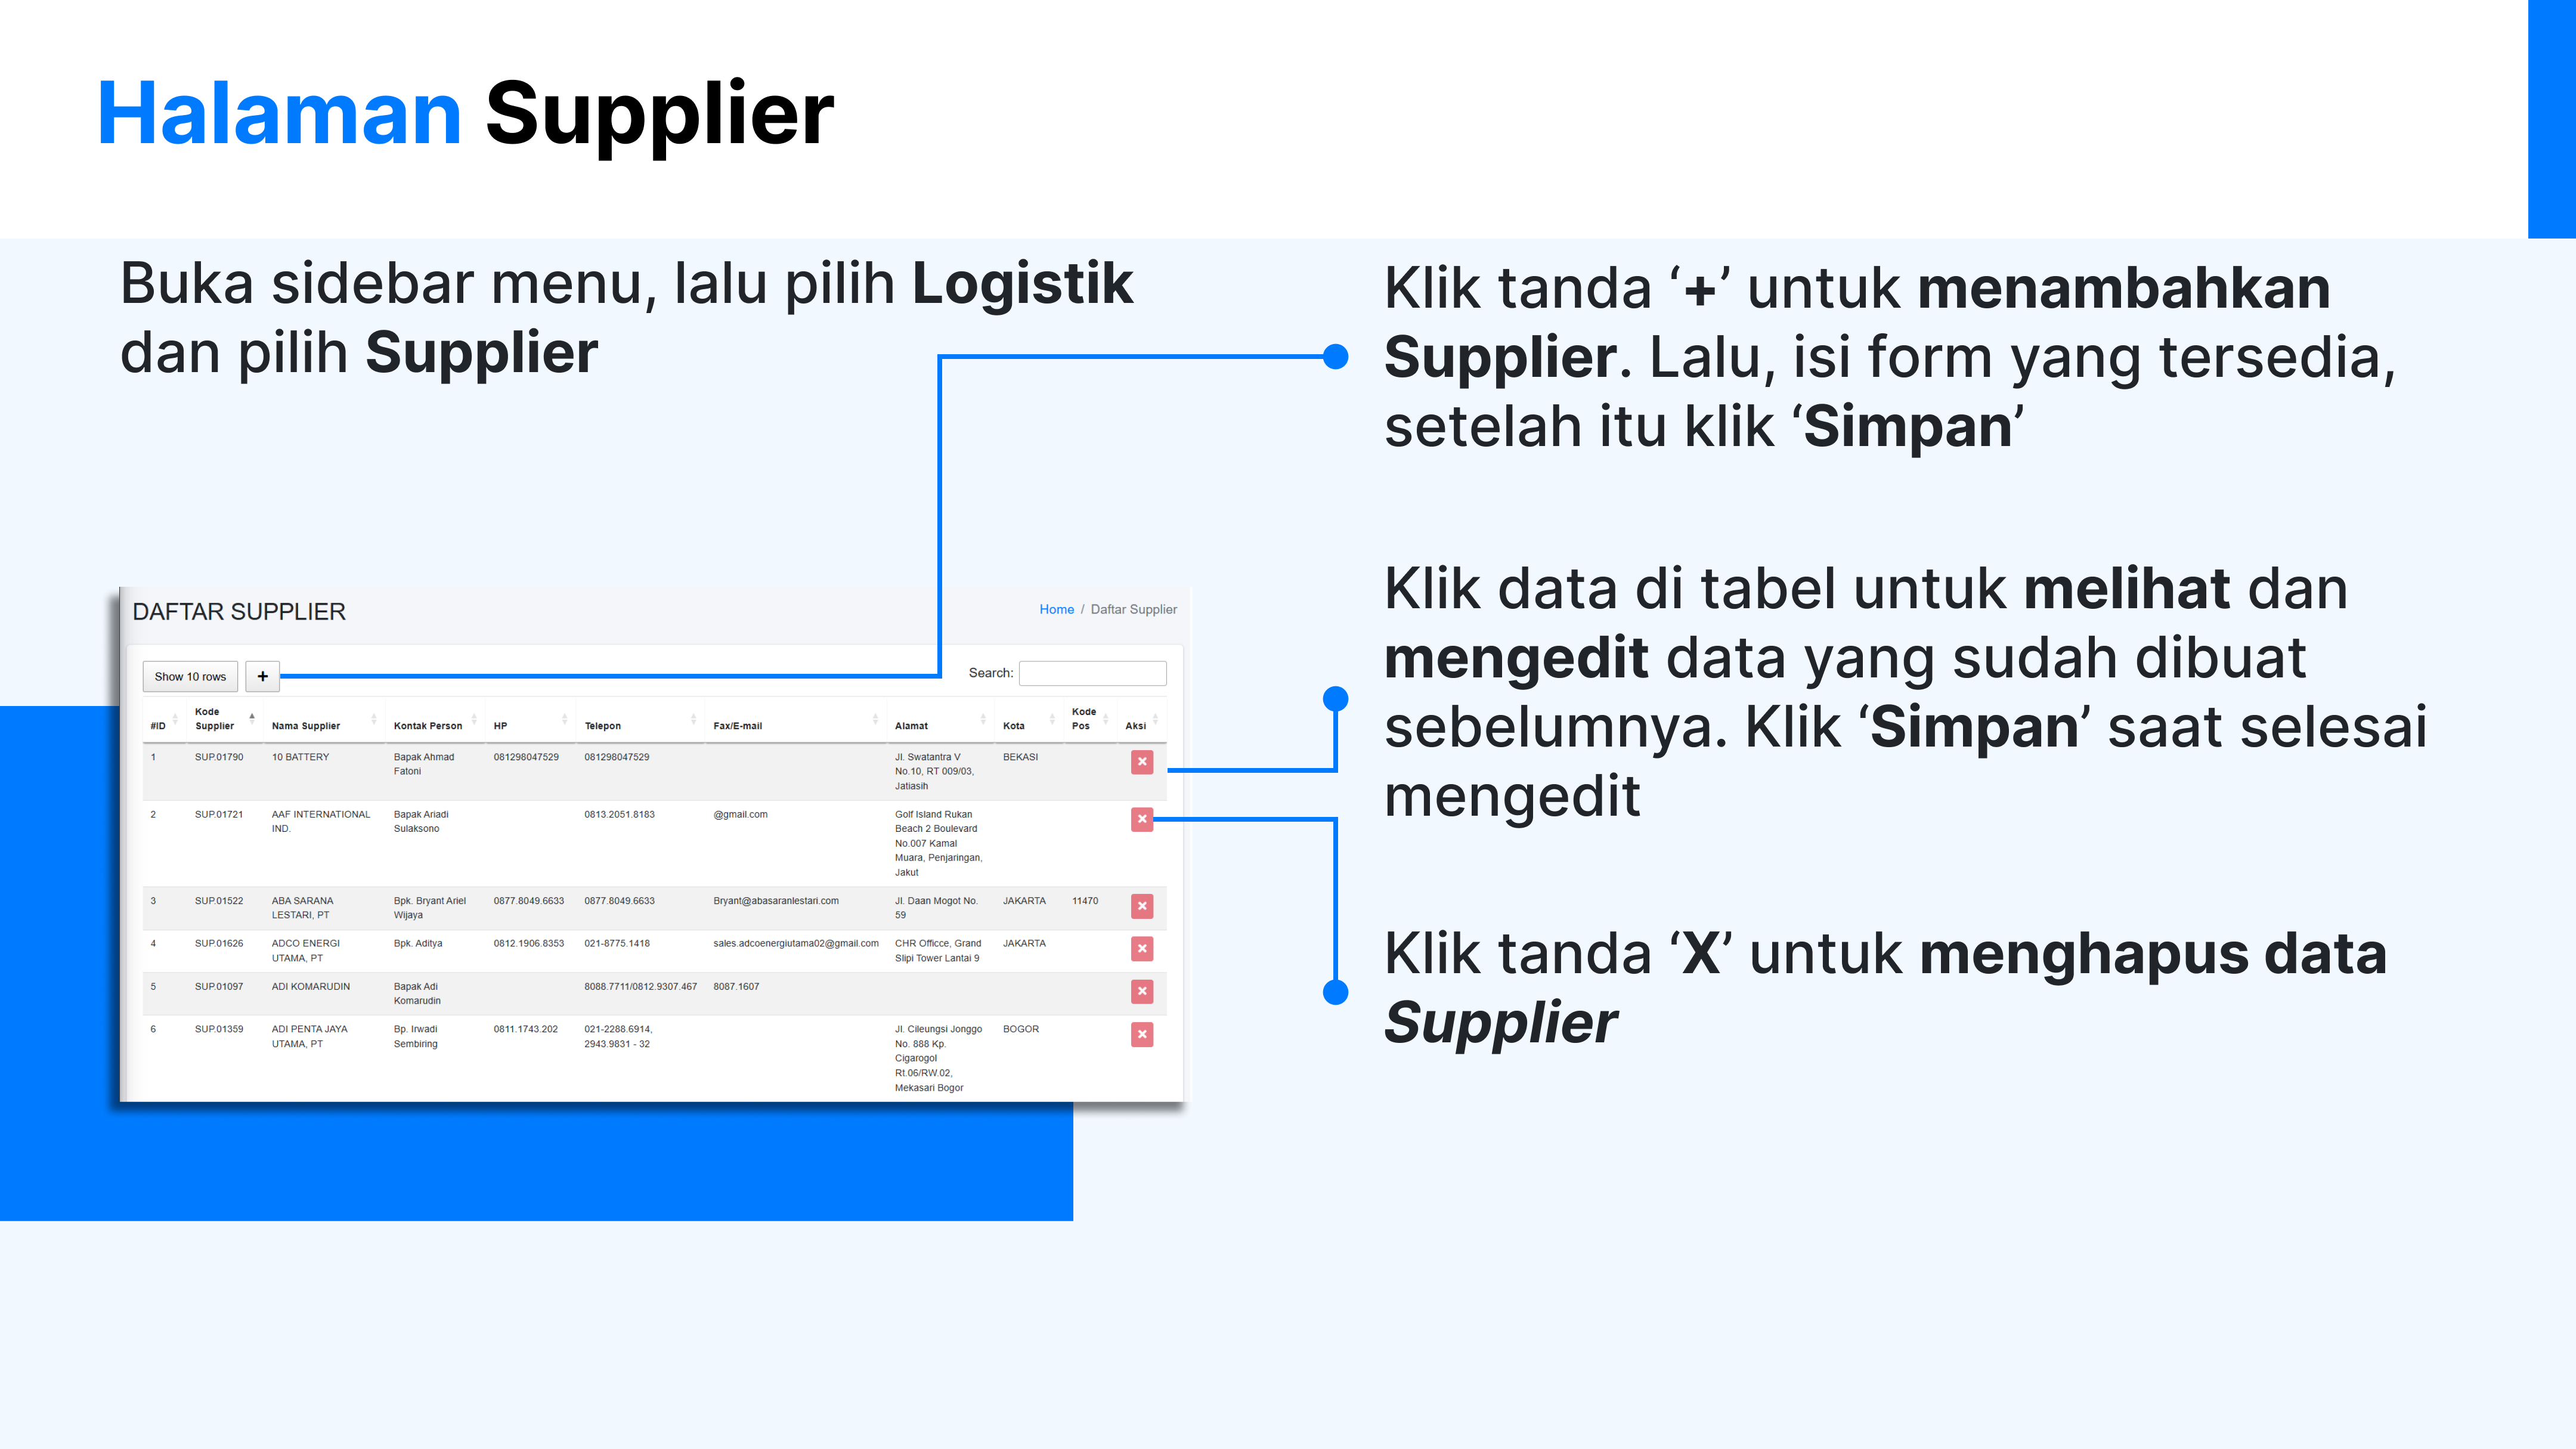 Halaman Supplier
Buka sidebar menu, lalu pilih Logistik
dan pilih Supplier
Klik tanda ‘+’ untuk menambahkan
Supplier. Lalu, isi form yang tersedia,
setelah itu klik ‘Simpan’
Klik data di tabel untuk melihat dan
mengedit data yang sudah dibuat
sebelumnya. Klik ‘Simpan’ saat selesai
mengedit
Klik tanda ‘X’ untuk menghapus data
Supplier
DAFTAR SUPPLIER
Home / Daftar Supplier
Show 10 rows + Search:
#ID Kode Supplier Nama Supplier Kontak Person HP Telepon Fax/E-mail Alamat Kota Kode Pos Aksi
1 SUP.01790 10 BATTERY Bapak Ahmad 081298047529 081298047529 Jl. Swatantra V BEKASI
Fatoni No.10, RT 009/03,
Jatiasih
2 SUP.01721 AAF INTERNATIONAL Bapak Ariadi 0813.2051.8183 @gmail.com Golf Island Rukan
IND. Sulaksono Beach 2 Boulevard
No.007 Kamal
Muara, Penjaringan,
Jakut
3 SUP.01522 ABA SARANA Bpk. Bryant Ariel 0877.8049.6633 0877.8049.6633 Bryant@abasaranlestari.com Jl. Daan Mogot No. JAKARTA 11470
LESTARI, PT Wijaya 59
4 SUP.01626 ADCO ENERGI Bpk. Aditya 0812.1906.8353 021-8775.1418 sales.adcoenergiutama02@gmail.com CHR Officce, Grand JAKARTA
UTAMA, PT Slipi Tower Lantai 9
5 SUP.01097 ADI KOMARUDIN Bapak Adi 8088.7711/0812.9307.467 8087.1607
Komarudin
6 SUP.01359 ADI PENTA JAYA Bp. Irwadi 0811.1743.202 021-2288.6914, Jl. Cileungsi Jonggo BOGOR
UTAMA, PT Sembiring 2943.9831 - 32 No. 888 Kp.
Cigarogol
Rt.06/RW.02,
Mekasari Bogor